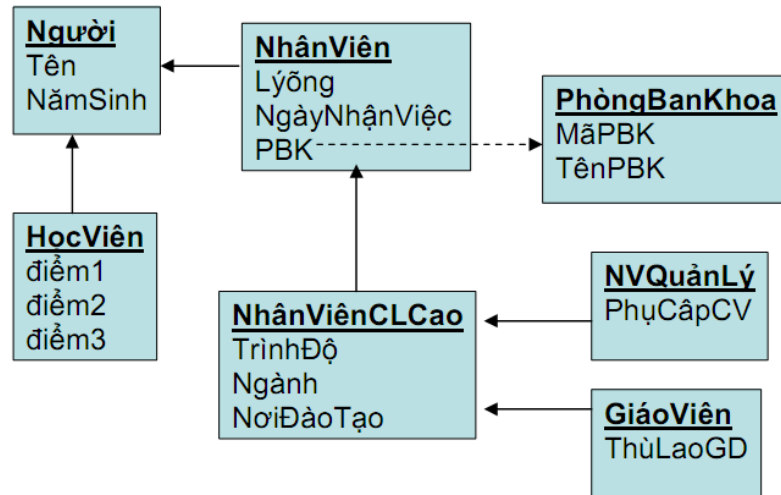 Người
Tên
NămSinh
NhânViên
Lýõng
NgàyNhậnViệc
PBK
PhòngBanKhoa
MãPBK
TênPBK
HọcViên
điểm1
điểm2
điểm3
NhânViênCLCao
TrìnhĐộ
Ngành
NơiĐàoTạo
NVQuảnLý
PhụCâpCV
GiáoViên
ThùLaoGD